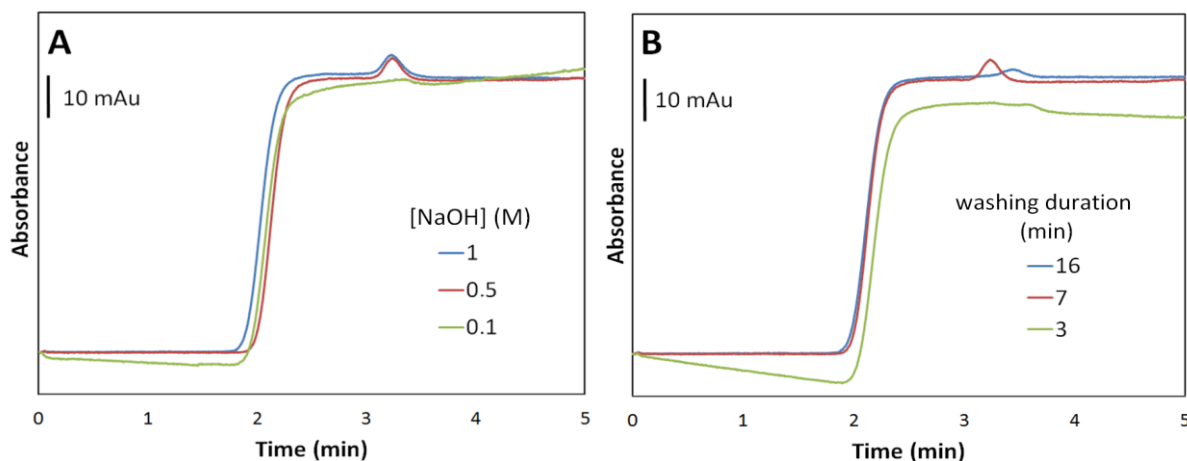 A
10 mAu
Absorbance
[NaOH] (M)
1
0.5
0.1
0 1 2 3 4 5
Time (min)
B
10 mAu
Absorbance
washing duration
(min)
16
7
3
0 1 2 3 4 5
Time (min)